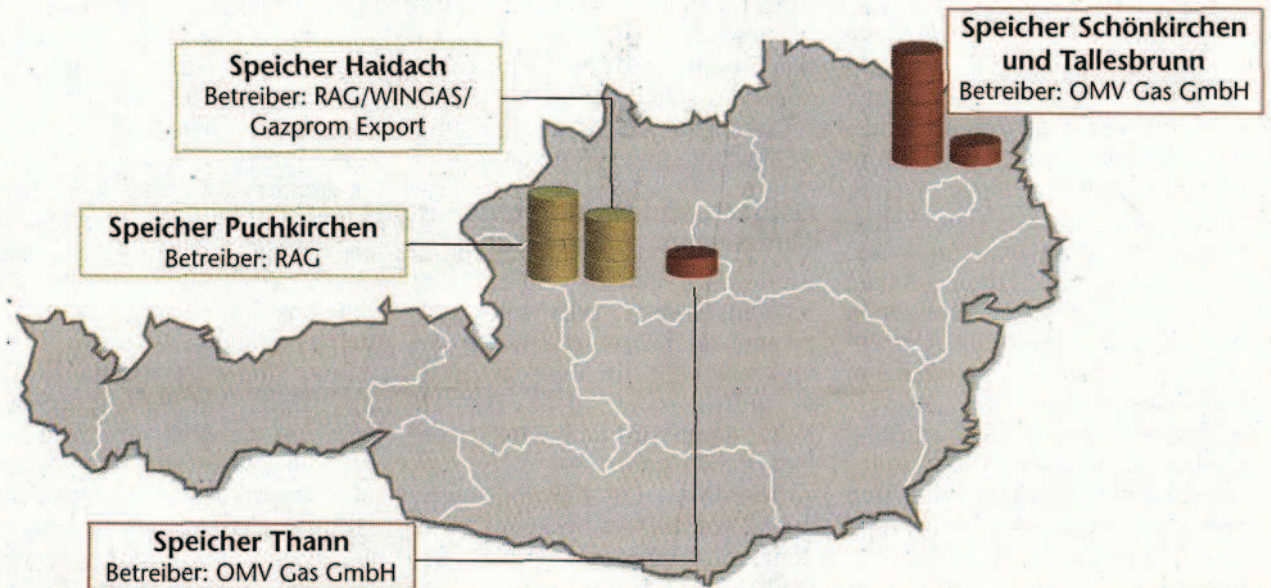 Speicher Schönkirchen
und Tallesbrunn
Betreiber: OMV Gas GmbH
Speicher Haidach
Betreiber: RAG/WINGAS/
Gazprom Export
Speicher Puchkirchen
Betreiber: RAG
Speicher Thann
Betreiber: OMV Gas GmbH